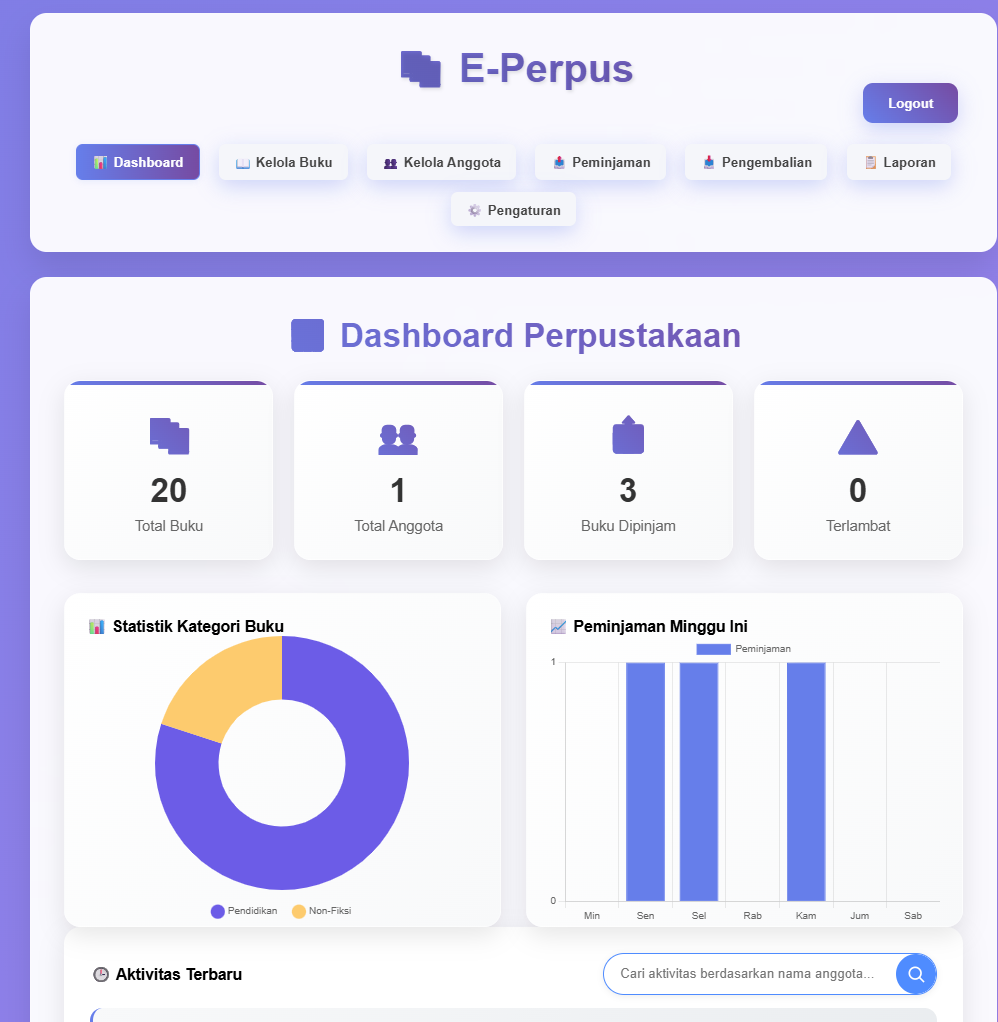 E-Perpus
Logout
Dashboard
Kelola Buku
Kelola Anggota
Peminjaman
Pengembalian
Laporan
Pengaturan
Dashboard Perpustakaan
20
Total Buku
1
Total Anggota
3
Buku Dipinjam
0
Terlambat
Statistik Kategori Buku
Pendidikan
Non-Fiksi
Peminjaman Minggu Ini
Peminjaman
1
0
Min
Sen
Sel
Rab
Kam
Jum
Sab
Aktivitas Terbaru
Cari aktivitas berdasarkan nama anggota...